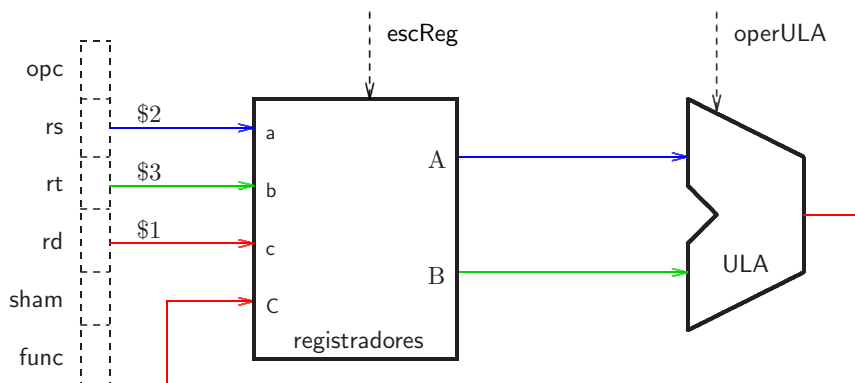 escReg
operULA
opc
rs $2 a
A
rt $3 b
rd $1 c
B
ULA
sham C
registradores
func